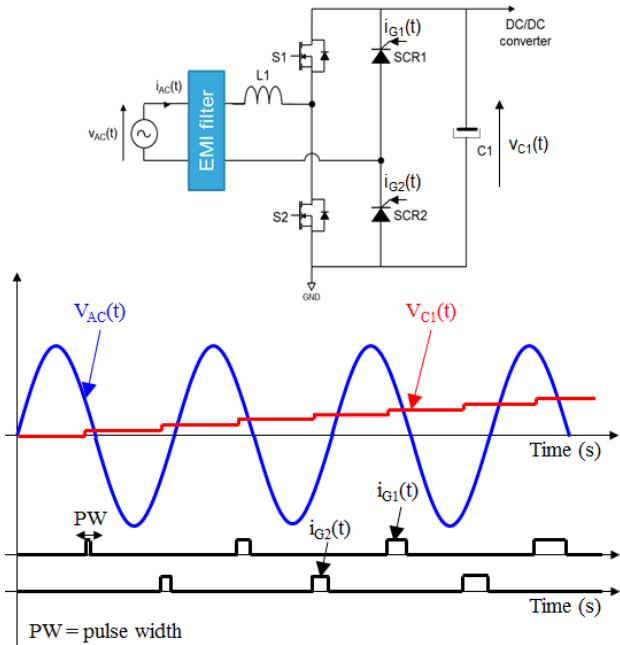 DC/DC
converter
iG1(t)
S1
SCR1
L1
iAC(t)
vAC(t)
EMI filter
C1
vC1(t)
iG2(t)
S2
SCR2
GND
VAC(t)
VC1(t)
Time (s)
PW
iG1(t)
iG2(t)
Time (s)
PW = pulse width